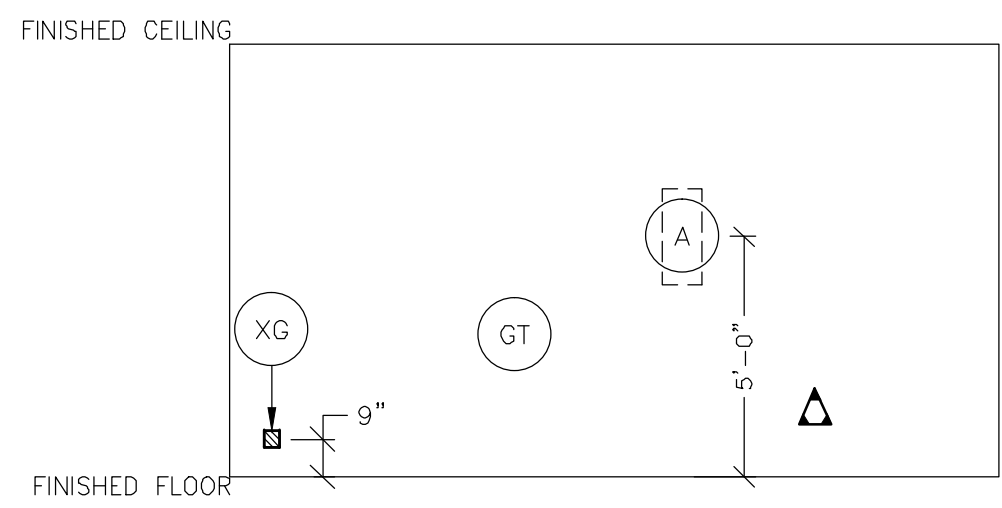 FINISHED CEILING
A
XG
GT
5'-0"
9"
FINISHED FLOOR